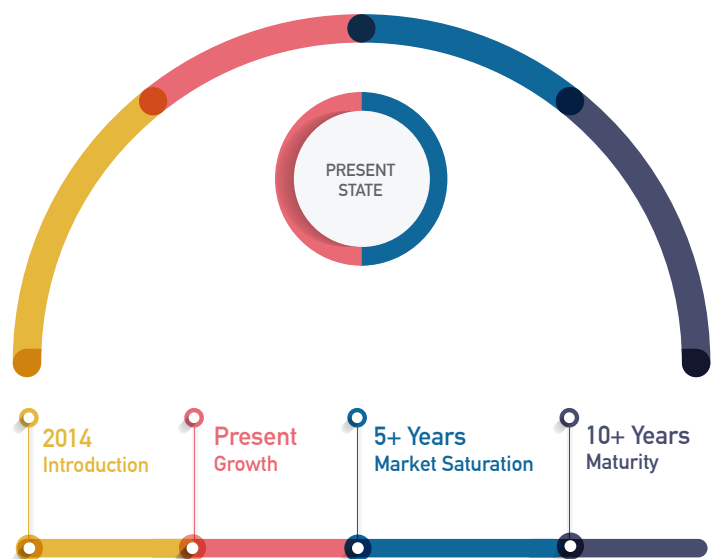 PRESENT
STATE
2014
Introduction
Present
Growth
5+ Years
Market Saturation
10+ Years
Maturity